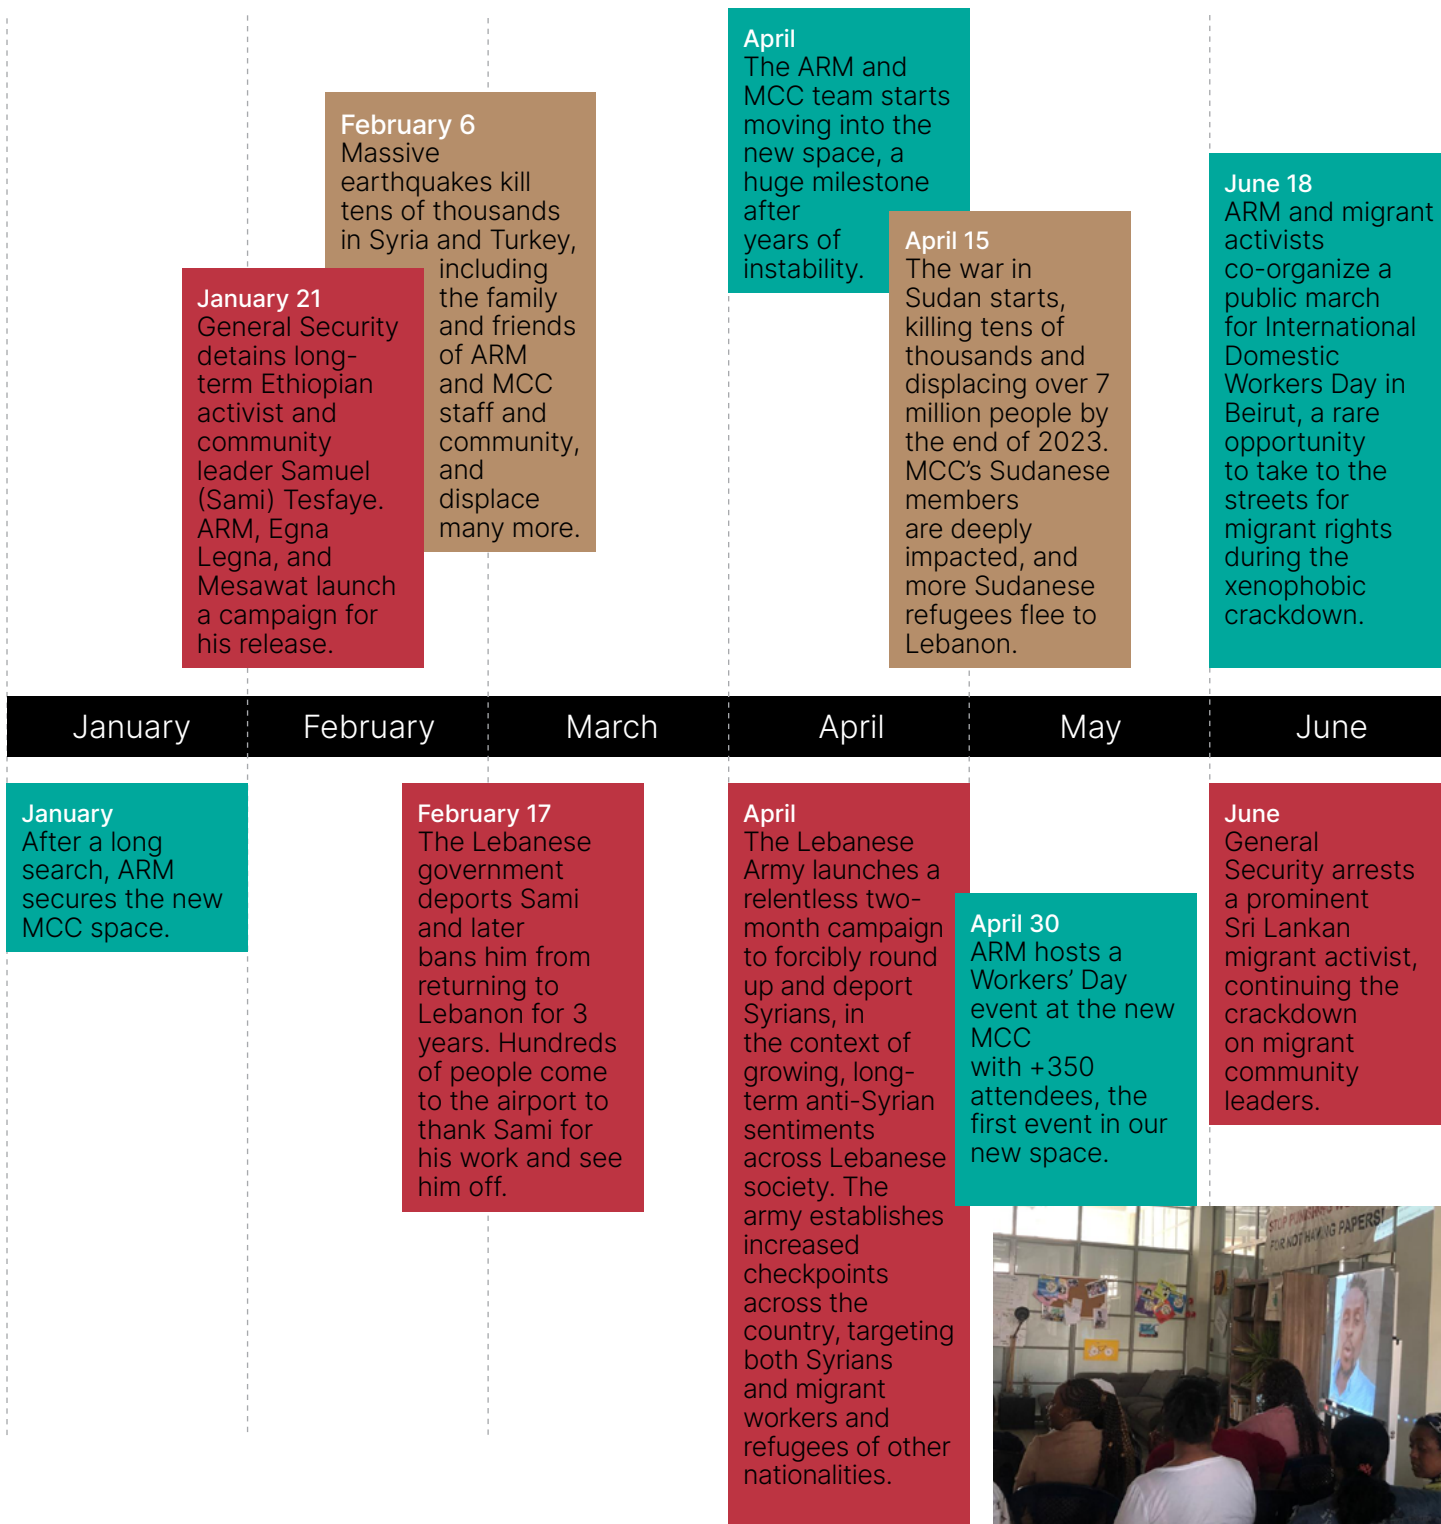 April
The ARM and
MCC team starts
moving into the
new space, a
huge milestone
after
years of
instability.
February 6
Massive
earthquakes kill
tens of thousands
in Syria and Turkey,
including
the family
and friends
of ARM
and MCC
staff and
community,
and
displace
many more.
June 18
ARM and migrant
activists
co-organize a
public march
for International
Domestic
Workers Day in
Beirut, a rare
opportunity
to take to the
streets for
migrant rights
during the
xenophobic
crackdown.
April 15
The war in
Sudan starts,
killing tens of
thousands and
displacing over 7
million people by
the end of 2023.
MCC’s Sudanese
members
are deeply
impacted, and
more Sudanese
refugees flee to
Lebanon.
January 21
General Security
detains long-
term Ethiopian
activist and
community
leader Samuel
(Sami) Tesfaye.
ARM, Egna
Legna, and
Mesawat launch
a campaign for
his release.
January
February
March
April
May
June
January
After a long
search, ARM
secures the new
MCC space.
February 17
The Lebanese
government
deports Sami
and later
bans him from
returning to
Lebanon for 3
years. Hundreds
of people come
to the airport to
thank Sami for
his work and see
him off.
April
The Lebanese
Army launches a
relentless two-
month campaign
to forcibly round
up and deport
Syrians, in
the context of
growing, long-
term anti-Syrian
sentiments
across Lebanese
society. The
army establishes
increased
checkpoints
across the
country, targeting
both Syrians
and migrant
workers and
refugees of other
nationalities.
April 30
ARM hosts a
Workers’ Day
event at the new
MCC
with +350
attendees, the
first event in our
new space.
June
General
Security arrests
a prominent
Sri Lankan
migrant activist,
continuing the
crackdown
on migrant
community
leaders.
STOP
FOR NOT HAVING PAPERS!